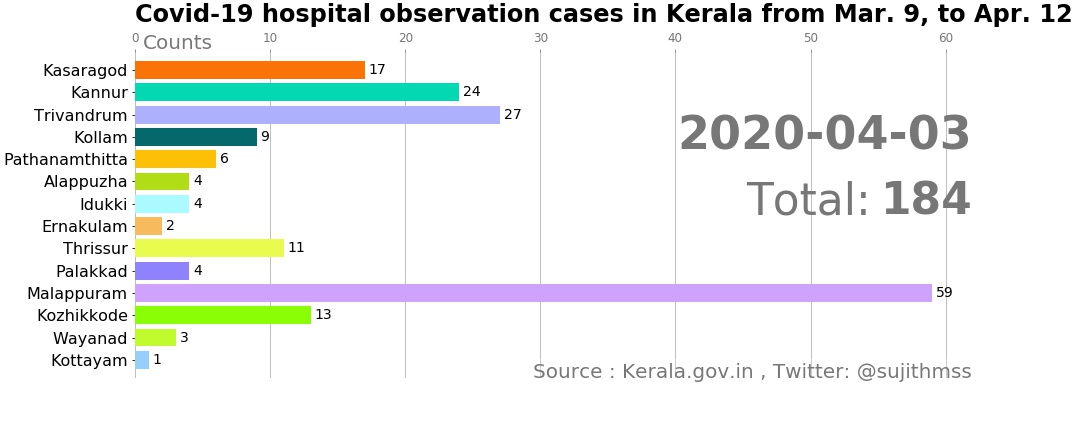 Covid-19 hospital observation cases in Kerala from Mar. 9, to Apr. 12
0 10 20 30 40 50 60
Counts
Kasaragod 17
Kannur 24
Trivandrum 27
Kollam 9
Pathanamthitta 6
Alappuzha 4
Idukki 4
Ernakulam 2
Thrissur 11
Palakkad 4
Malappuram 59
Kozhikkode 13
Wayanad 3
Kottayam 1
2020-04-03
Total: 184
Source : Kerala.gov.in , Twitter: @sujithmss